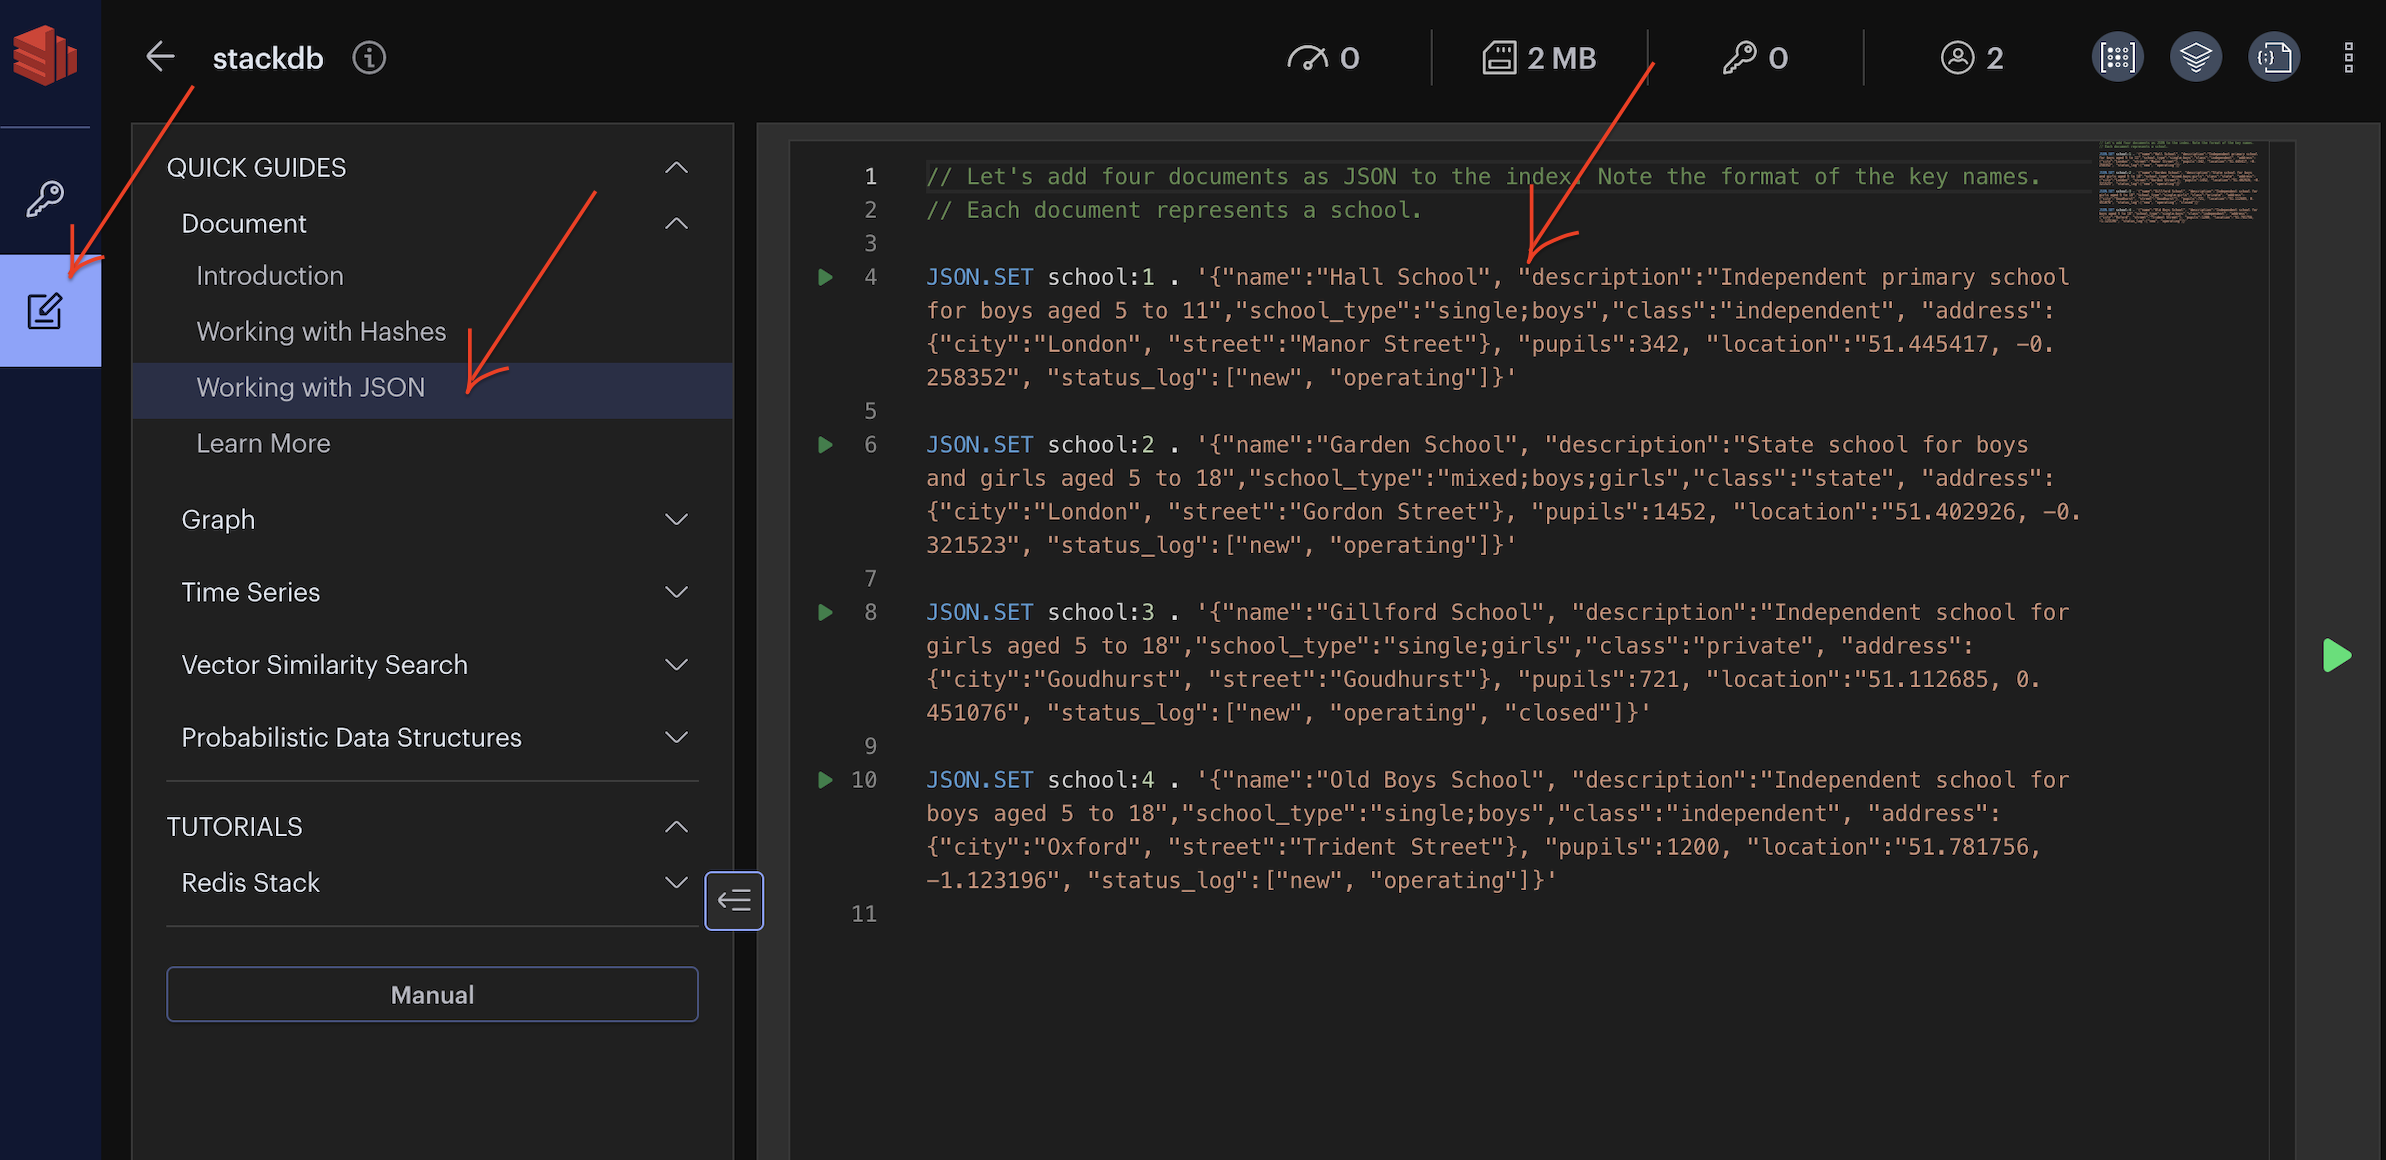 stackdb
0
2 MB
0
2
QUICK GUIDES
Document
Introduction
Working with Hashes
Working with JSON
Learn More
Graph
Time Series
Vector Similarity Search
Probabilistic Data Structures
TUTORIALS
Redis Stack
Manual
1 // Let's add four documents as JSON to the index. Note the format of the key names.
2 // Each document represents a school.
3
4 JSON.SET school:1 . '{"name":"Hall School", "description":"Independent primary school
for boys aged 5 to 11","school_type":"single;boys","class":"independent", "address":
{"city":"London", "street":"Manor Street"}, "pupils":342, "location":"51.445417, -0.
258352", "status_log":["new", "operating"]}'
5
6 JSON.SET school:2 . '{"name":"Garden School", "description":"State school for boys
and girls aged 5 to 18","school_type":"mixed;boys;girls","class":"state", "address":
{"city":"London", "street":"Gordon Street"}, "pupils":1452, "location":"51.402926, -0.
321523", "status_log":["new", "operating"]}'
7
8 JSON.SET school:3 . '{"name":"Gillford School", "description":"Independent school for
girls aged 5 to 18","school_type":"single;girls","class":"private", "address":
{"city":"Goudhurst", "street":"Goudhurst"}, "pupils":721, "location":"51.112685, 0.
451076", "status_log":["new", "operating", "closed"]}'
9
10 JSON.SET school:4 . '{"name":"Old Boys School", "description":"Independent school for
boys aged 5 to 18","school_type":"single;boys","class":"independent", "address":
{"city":"Oxford", "street":"Trident Street"}, "pupils":1200, "location":"51.781756,
-1.123196", "status_log":["new", "operating"]}'
11